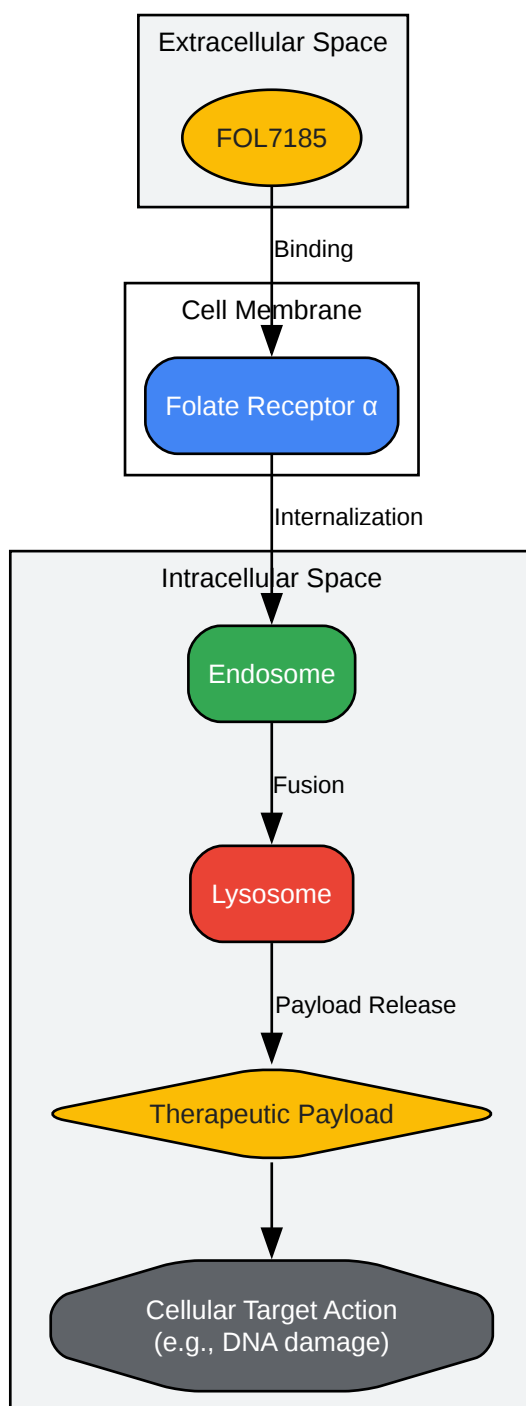 Extracellular Space
FOL7185
Binding
Cell Membrane
Folate Receptor α
Internalization
Intracellular Space
Endosome
Fusion
Lysosome
Payload Release
Therapeutic Payload
Cellular Target Action
(e.g., DNA damage)